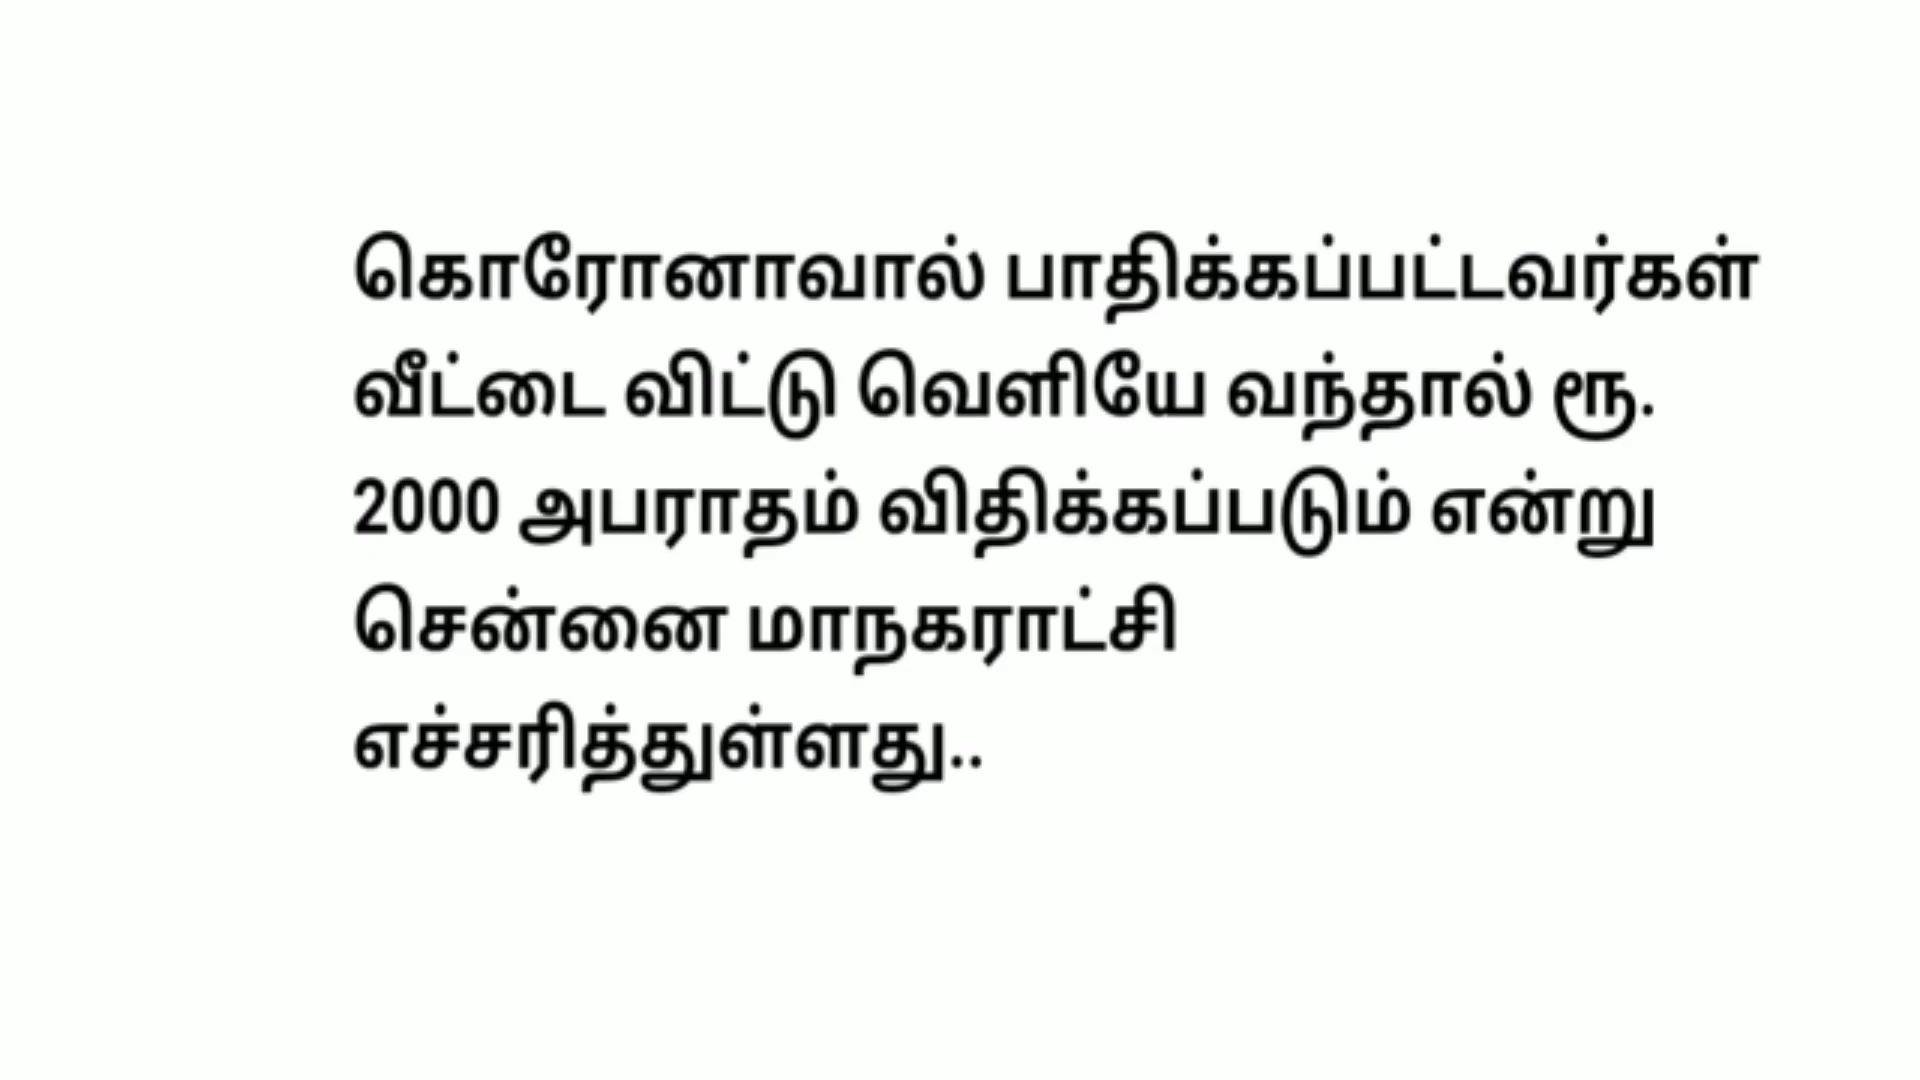 கொரோனாவால் பாதிக்கப்பட்டவர்கள்
வீட்டை விட்டு வெளியே வந்தால் ரூ.
2000 அபராதம் விதிக்கப்படும் என்று
சென்னை மாநகராட்சி
எச்சரித்துள்ளது..